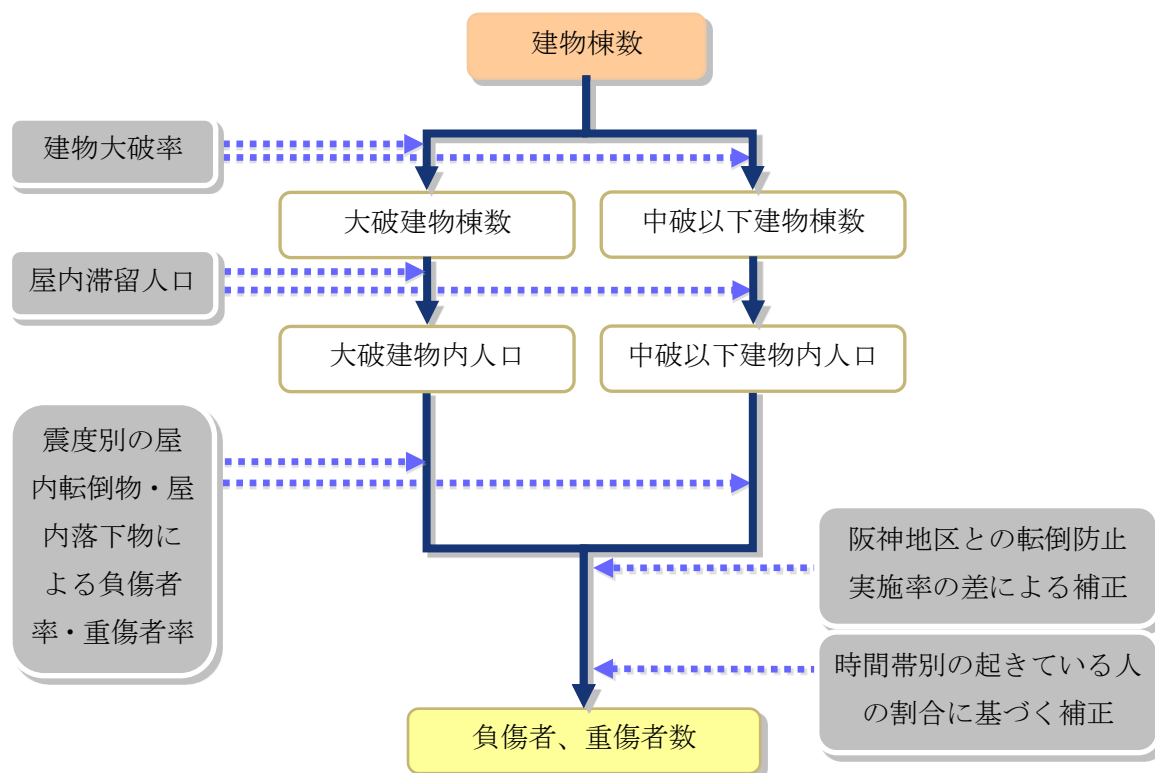 建物棟数
建物大破率
大破建物棟数
中破以下建物棟数
屋内滞留人口
大破建物内人口
中破以下建物内人口
震度別の屋
内転倒物・屋
内落下物に
よる負傷者
率・重傷者率
阪神地区との転倒防止
実施率の差による補正
時間帯別の起きている人
の割合に基づく補正
負傷者、重傷者数